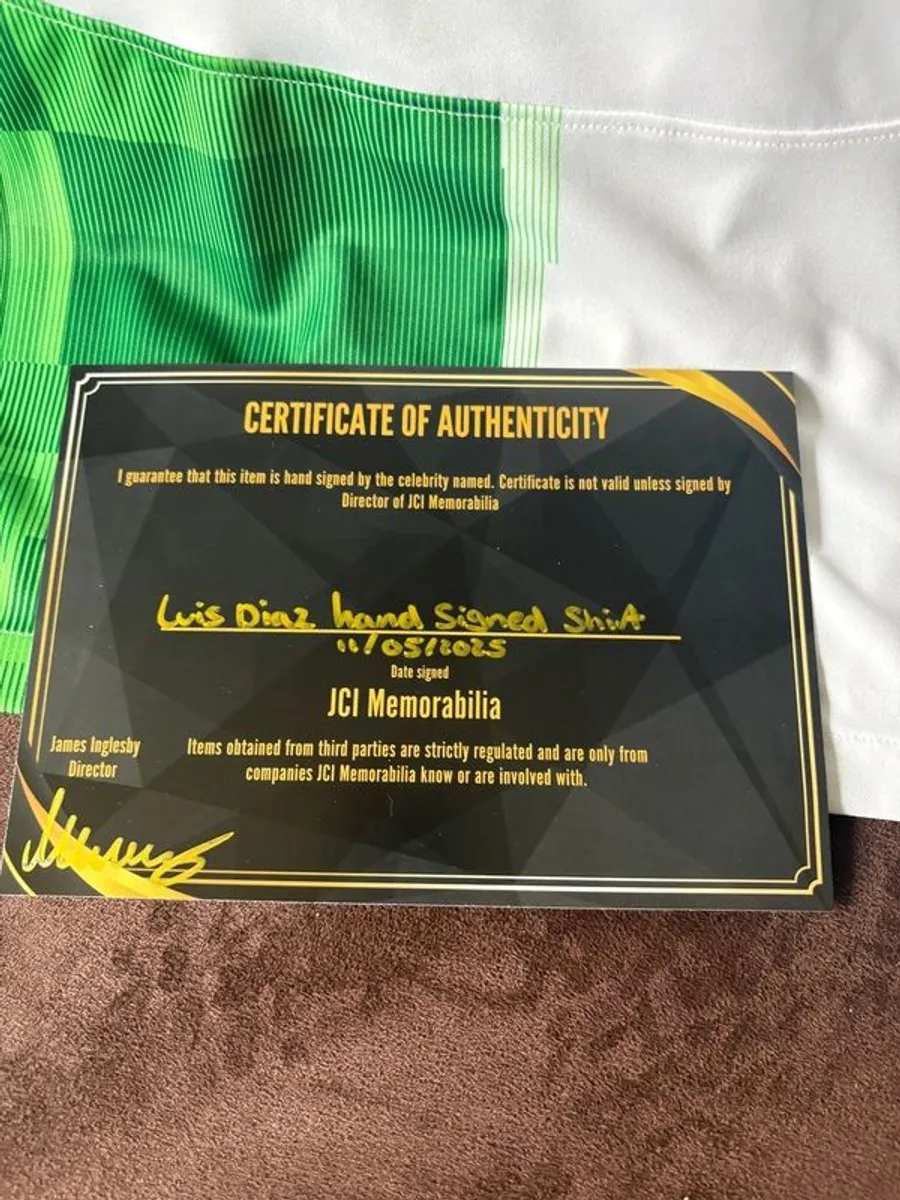 CERTIFICATE OF AUTHENTICITY
I guarantee that this item is hand signed by the celebrity named. Certificate is not valid unless signed by
Director of JCI Memorabilia
Luis Diaz hand Signed Shirt
11/05/2025
Date signed
JCI Memorabilia
James Inglesby
Director
Items obtained from third parties are strictly regulated and are only from
companies JCI Memorabilia know or are involved with.